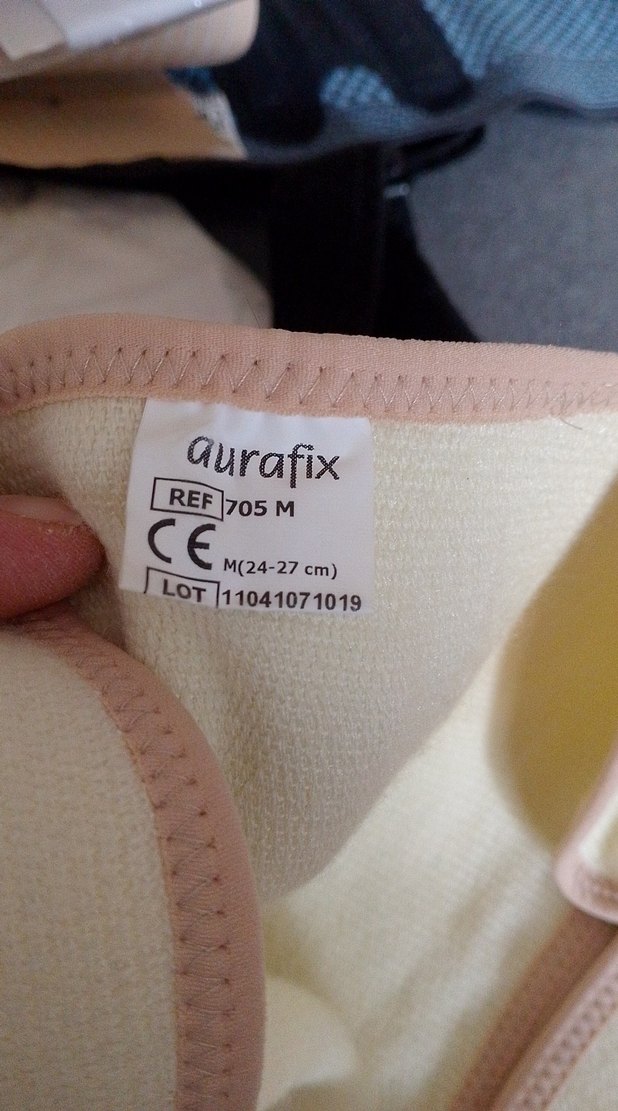 aurafix
REF 705 M
CE
M(24-27 cm)
LOT 11041071019